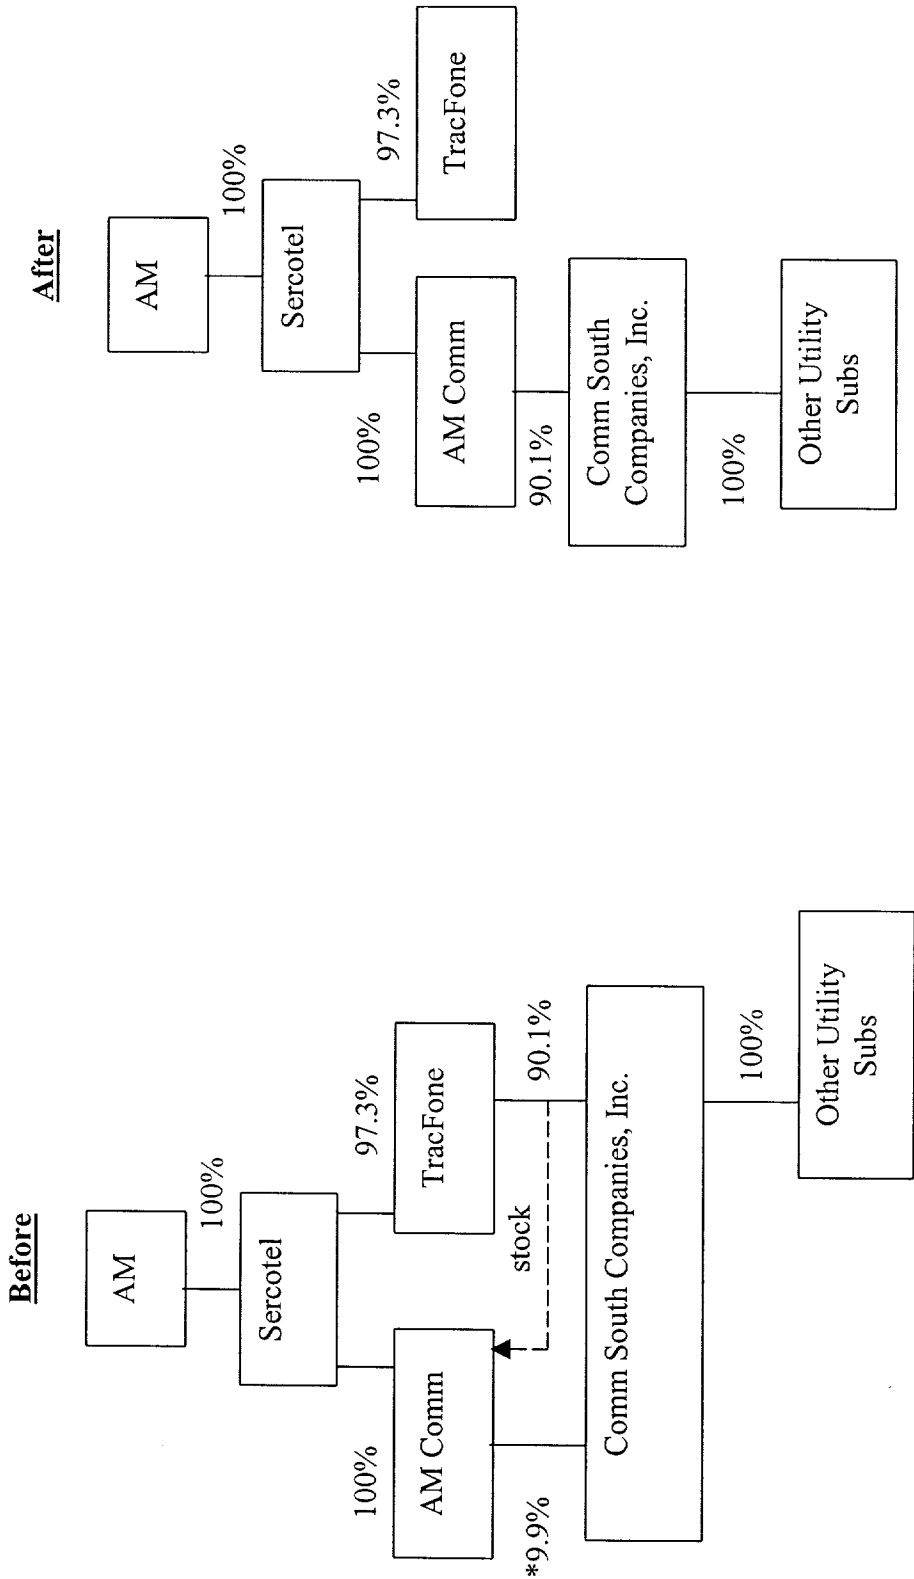 Before
AM
100%
Sercotel
100%
97.3%
AM Comm
TracFone
stock
*9.9%
90.1%
Comm South Companies, Inc.
100%
Other Utility
Subs
After
AM
100%
Sercotel
100%
97.3%
AM Comm
TracFone
90.1%
Comm South
Companies, Inc.
100%
Other Utility
Subs